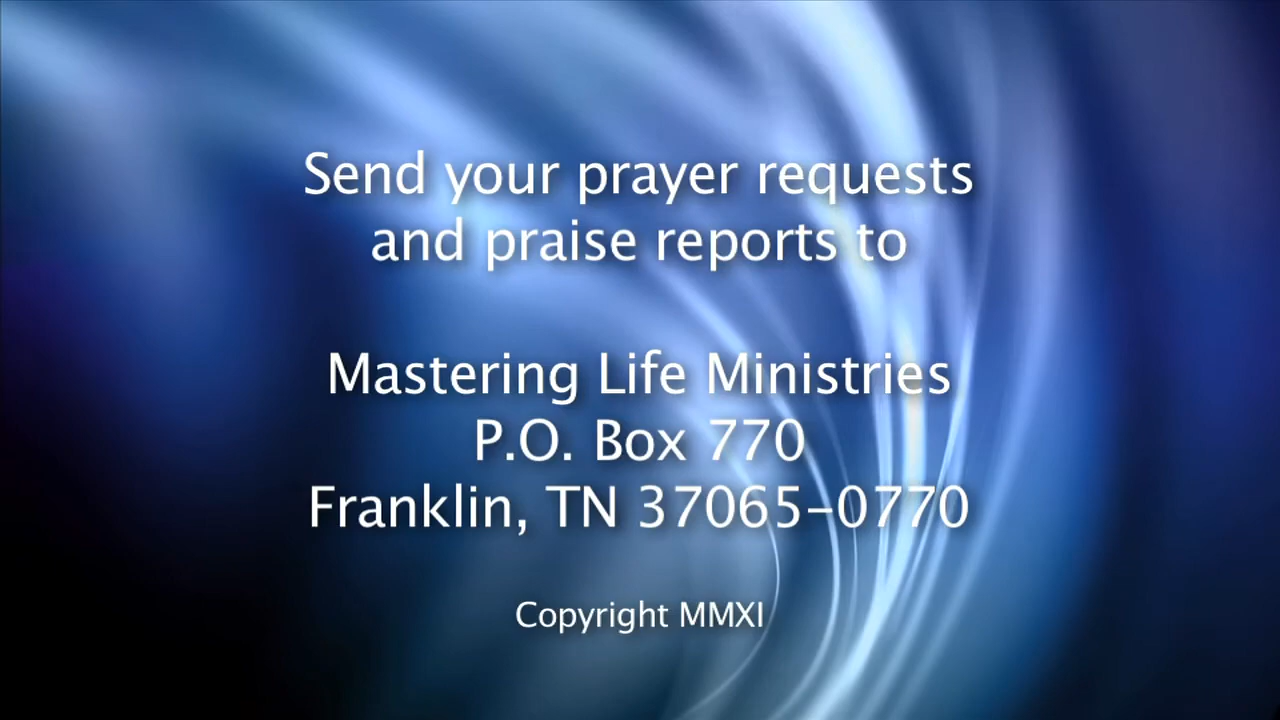 Send your prayer requests
and praise reports to
Mastering Life Ministries
P.O. Box 770
Franklin, TN 37065-0770
Copyright MMXI